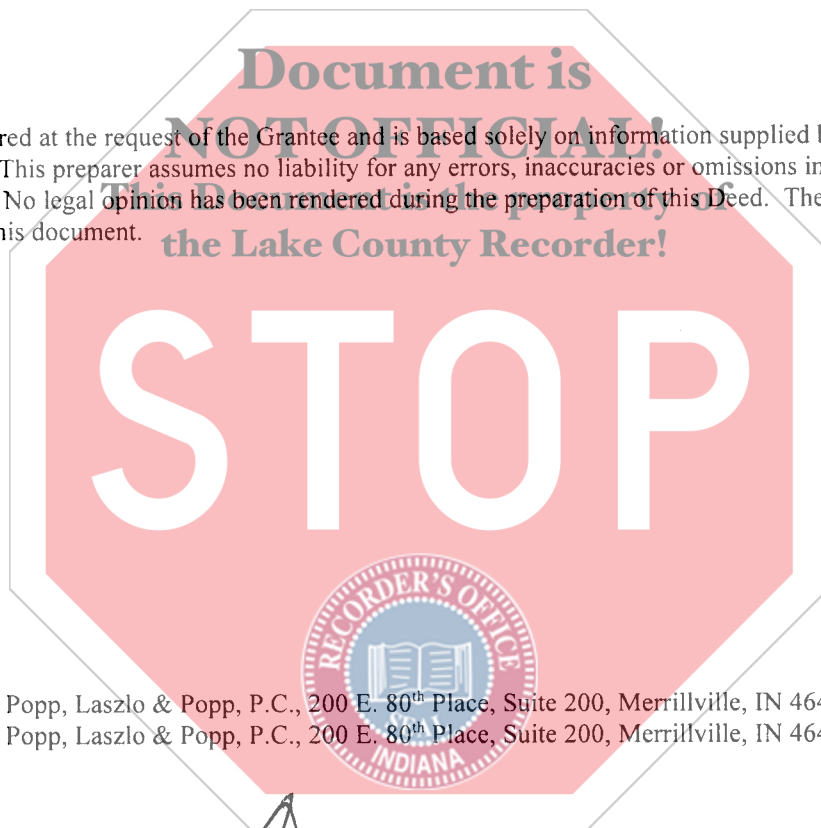 Document is
NOT OFFICIAL!
This Document is the property of
the Lake County Recorder!
red at the request of the Grantee and is based solely on information supplied b
This preparer assumes no liability for any errors, inaccuracies or omissions in
No legal opinion has been rendered during the preparation of this Deed. The
his document.
STOP
RECORDER'S OFFICE
SEAL
INDIANA
Popp, Laszlo & Popp, P.C., 200 E. 80th Place, Suite 200, Merrillville, IN 464
Popp, Laszlo & Popp, P.C., 200 E. 80th Place, Suite 200, Merrillville, IN 464